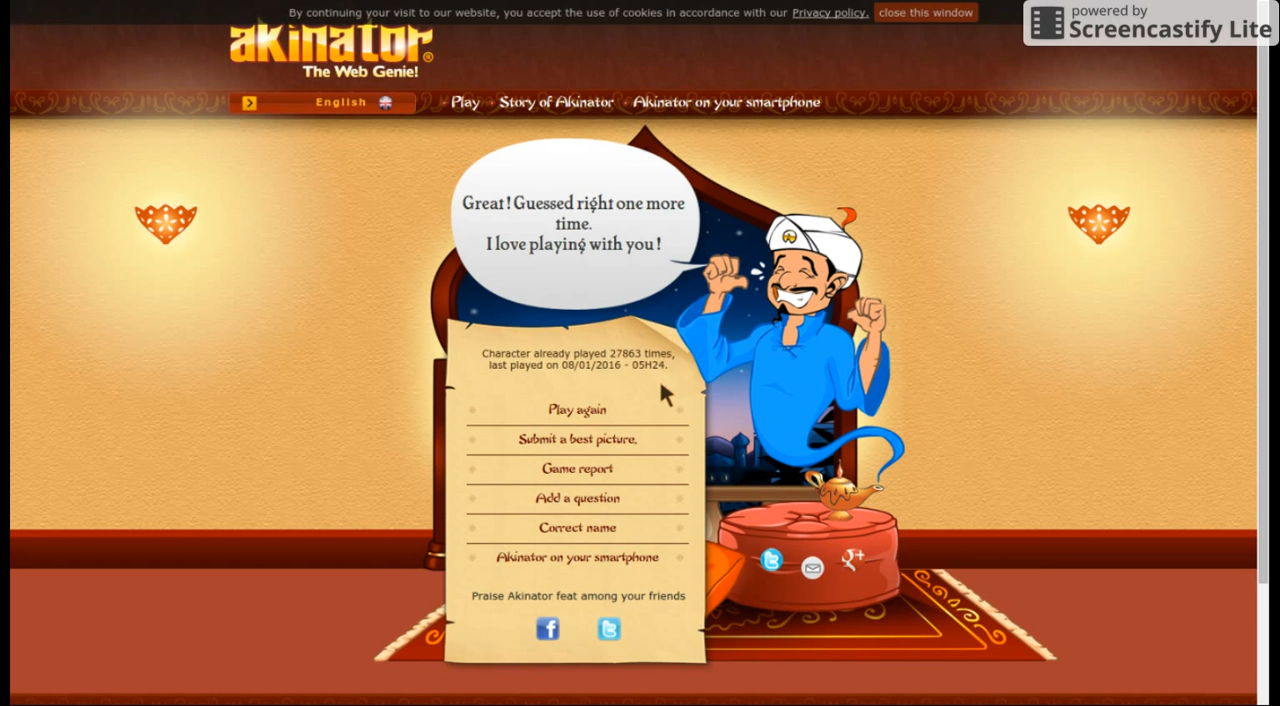 By continuing your visit to our website, you accept the use of cookies in accordance with our Privacy policy. close this window
powered by
Screencastify Lite
akinator®
The Web Genie!
English
Play
Story of Akinator
Akinator on your smartphone
Great! Guessed right one more
time.
I love playing with you!
Character already played 27863 times,
last played on 08/01/2016 - 05H24.
Play again
Submit a best picture.
Game report
Add a question
Correct name
Akinator on your smartphone
Praise Akinator feat among your friends